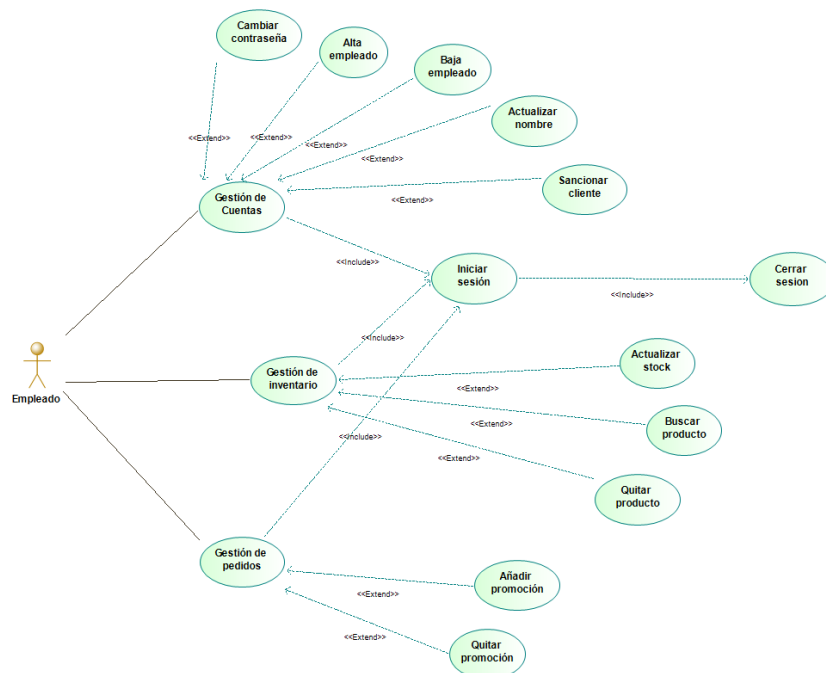 Cambiar
contraseña
Alta
empleado
Baja
empleado
Actualizar
nombre
<<Extend>>
<<Extend>>
<<Extend>>
<<Extend>>
Sancionar
cliente
<<Extend>>
Gestión de
Cuentas
<<Include>>
Iniciar
sesión
Cerrar
sesion
<<Include>>
<<Include>>
Actualizar
stock
Gestión de
inventario
<<Extend>>
Empleado
Buscar
producto
<<Extend>>
<<Include>>
<<Extend>>
Quitar
producto
Gestión de
pedidos
Añadir
promoción
<<Extend>>
<<Extend>>
Quitar
promoción